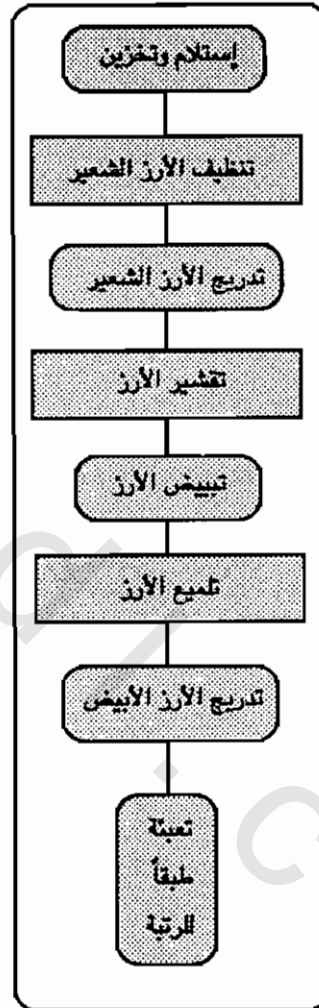 إستلام وتخزين
تنظيف الأرز الشعير
تدريج الأرز الشعير
تقشير الأرز
تبييض الأرز
تلميع الأرز
تدريج الأرز الأبيض
تعبئة
طبقاً
للرتبة